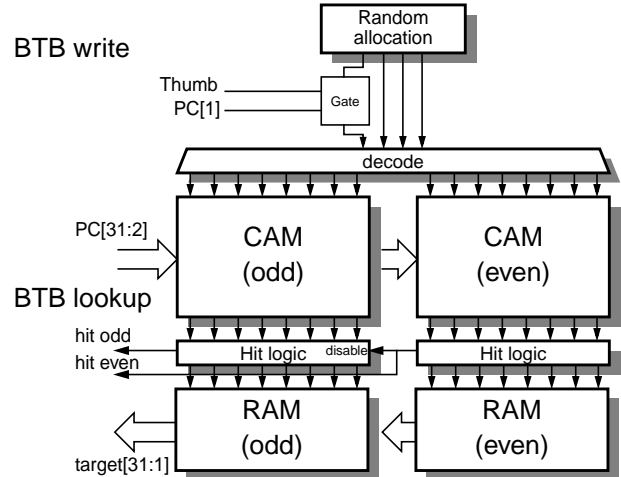 Random
allocation
BTB write
Thumb
PC[1]
Gate
decode
PC[31:2]
CAM
(odd)
CAM
(even)
BTB lookup
hit odd
hit even
Hit logic
disable
Hit logic
RAM
(odd)
RAM
(even)
target[31:1]